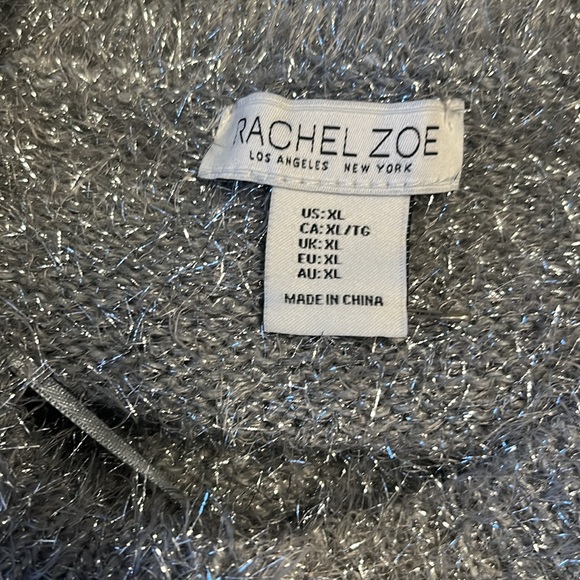 RACHEL ZOE
LOS ANGELES NEW YORK
US: XL
CA: XL/TG
UK: XL
EU: XL
AU: XL
MADE IN CHINA